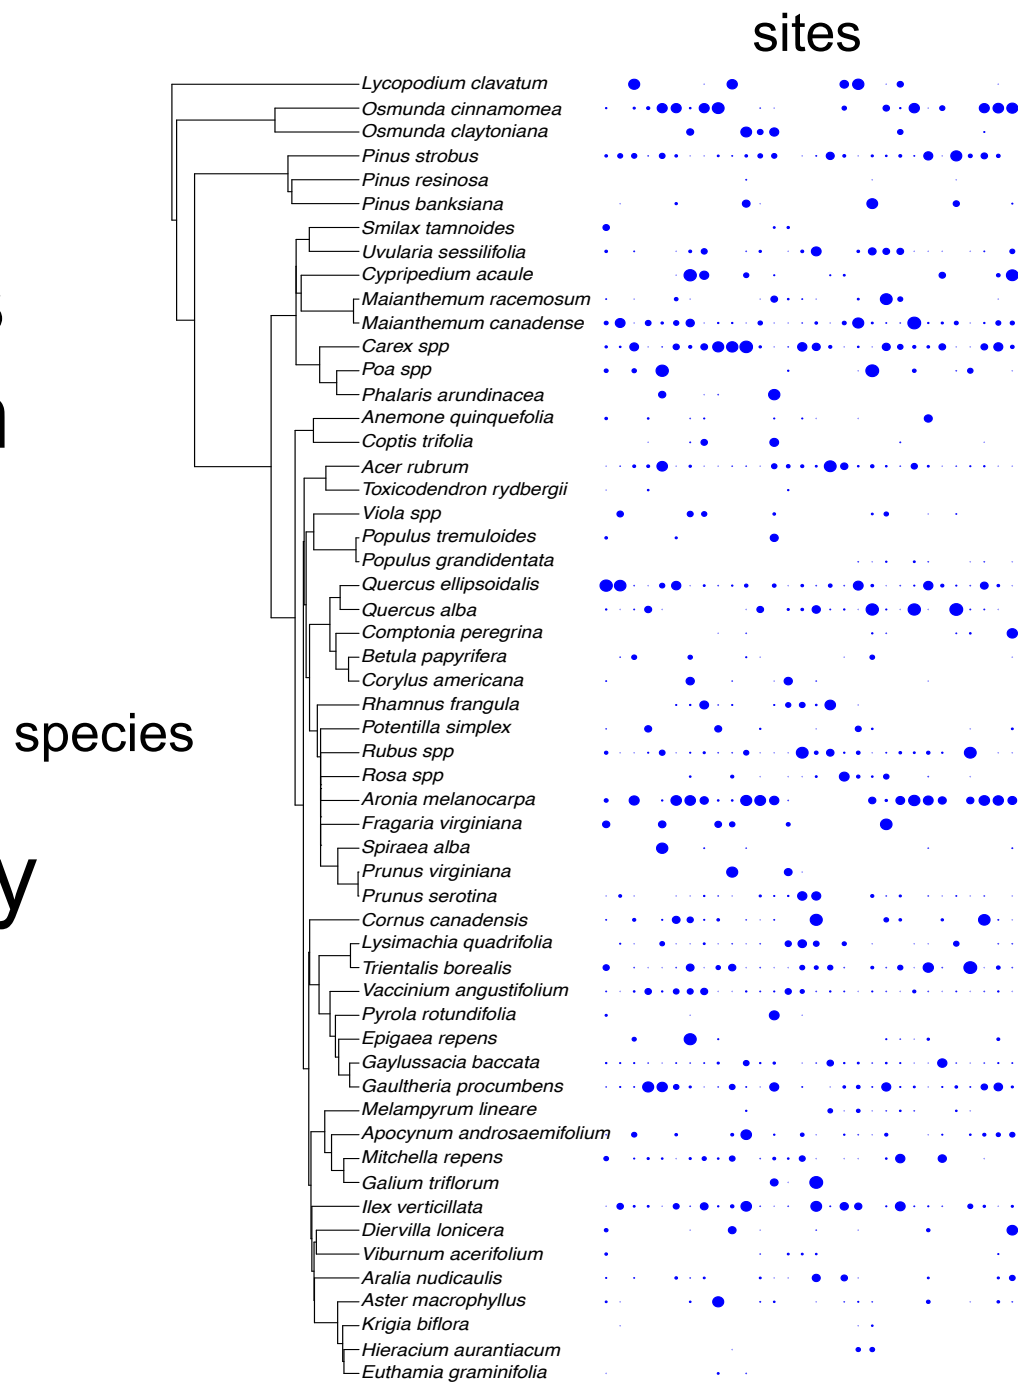 sites
Lycopodium clavatum
Osmunda cinnamomea
Osmunda claytoniana
Pinus strobus
Pinus resinosa
Pinus banksiana
Smilax tamnoides
Uvularia sessilifolia
Cypripedium acaule
Maianthemum racemosum
Maianthemum canadense
Carex spp
Poa spp
Phalaris arundinacea
Anemone quinquefolia
Coptis trifolia
Acer rubrum
Toxicodendron rydbergii
Viola spp
Populus tremuloides
Populus grandidentata
Quercus ellipsoidalis
Quercus alba
Comptonia peregrina
Betula papyrifera
Corylus americana
Rhamnus frangula
Potentilla simplex
species
Rubus spp
Rosa spp
Aronia melanocarpa
Fragaria virginiana
Spiraea alba
Prunus virginiana
y
Prunus serotina
Cornus canadensis
Lysimachia quadrifolia
Trientalis borealis
Vaccinium angustifolium
Pyrola rotundifolia
Epigaea repens
Gaylussacia baccata
Gaultheria procumbens
Melampyrum lineare
Apocynum androsaemifolium
Mitchella repens
Galium triflorum
Ilex verticillata
Diervilla lonicera
Viburnum acerifolium
Aralia nudicaulis
Aster macrophyllus
Krigia biflora
Hieracium aurantiacum
Euthamia graminifolia